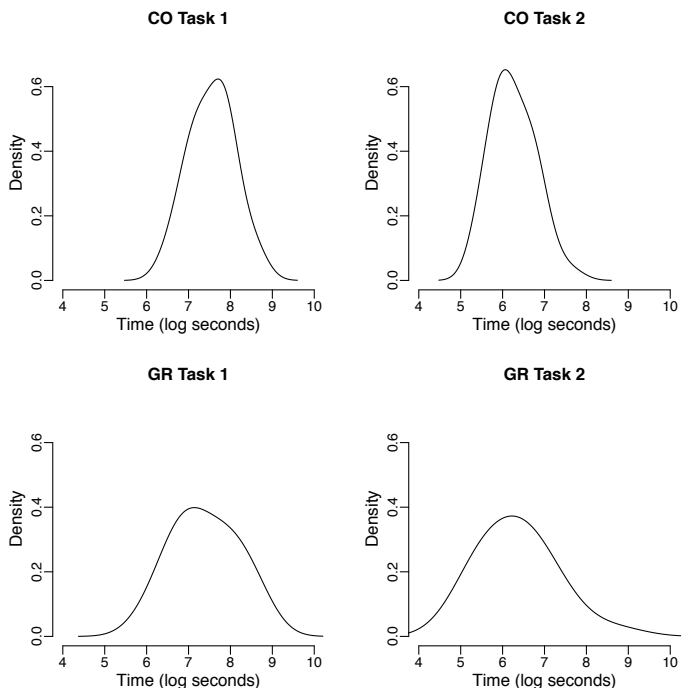 CO Task 1
Density
0.0 0.2 0.4 0.6
4 5 6 7 8 9 10
Time (log seconds)
CO Task 2
Density
0.0 0.2 0.4 0.6
4 5 6 7 8 9 10
Time (log seconds)
GR Task 1
Density
0.0 0.2 0.4 0.6
4 5 6 7 8 9 10
Time (log seconds)
GR Task 2
Density
0.0 0.2 0.4 0.6
4 5 6 7 8 9 10
Time (log seconds)